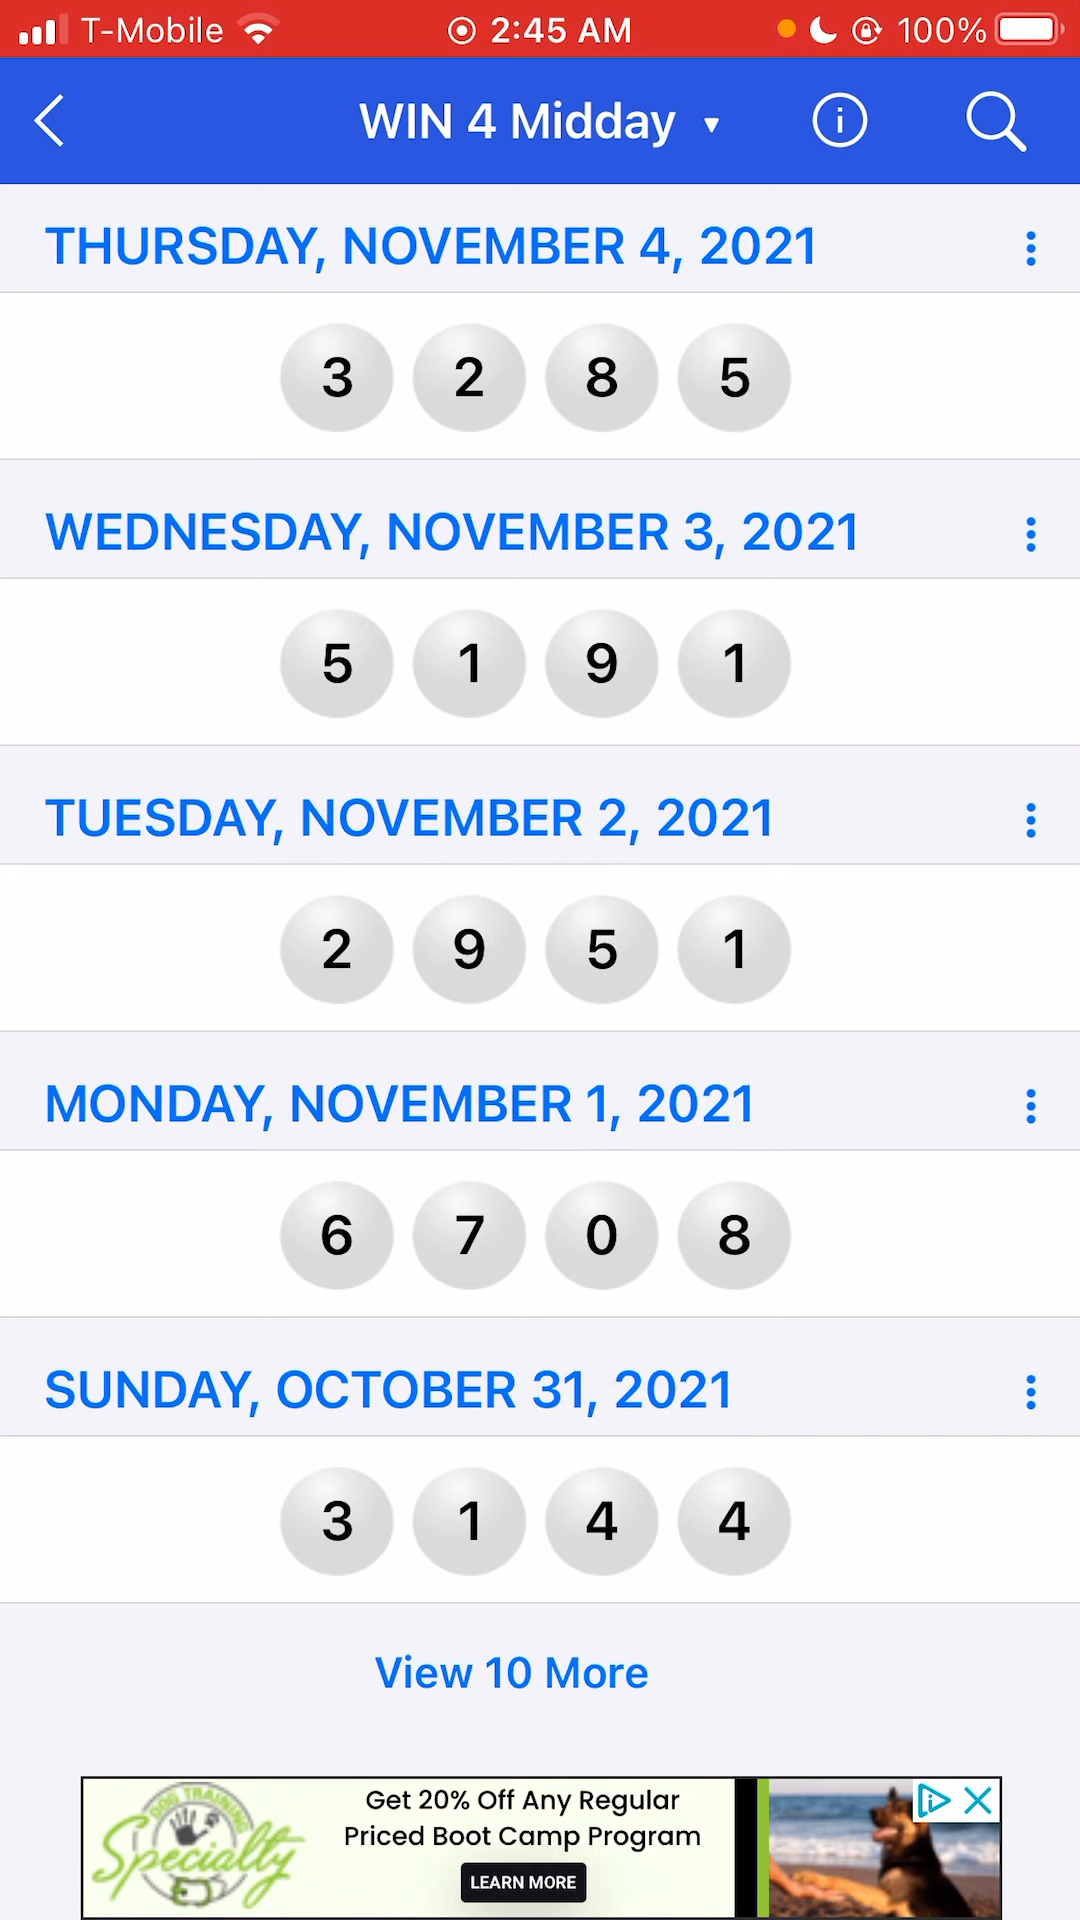 T-Mobile 2:45 AM 100%
WIN 4 Midday
THURSDAY, NOVEMBER 4, 2021
3 2 8 5
WEDNESDAY, NOVEMBER 3, 2021
5 1 9 1
TUESDAY, NOVEMBER 2, 2021
2 9 5 1
MONDAY, NOVEMBER 1, 2021
6 7 0 8
SUNDAY, OCTOBER 31, 2021
3 1 4 4
View 10 More
DOG TRAINING
Specialty
Get 20% Off Any Regular
Priced Boot Camp Program
LEARN MORE